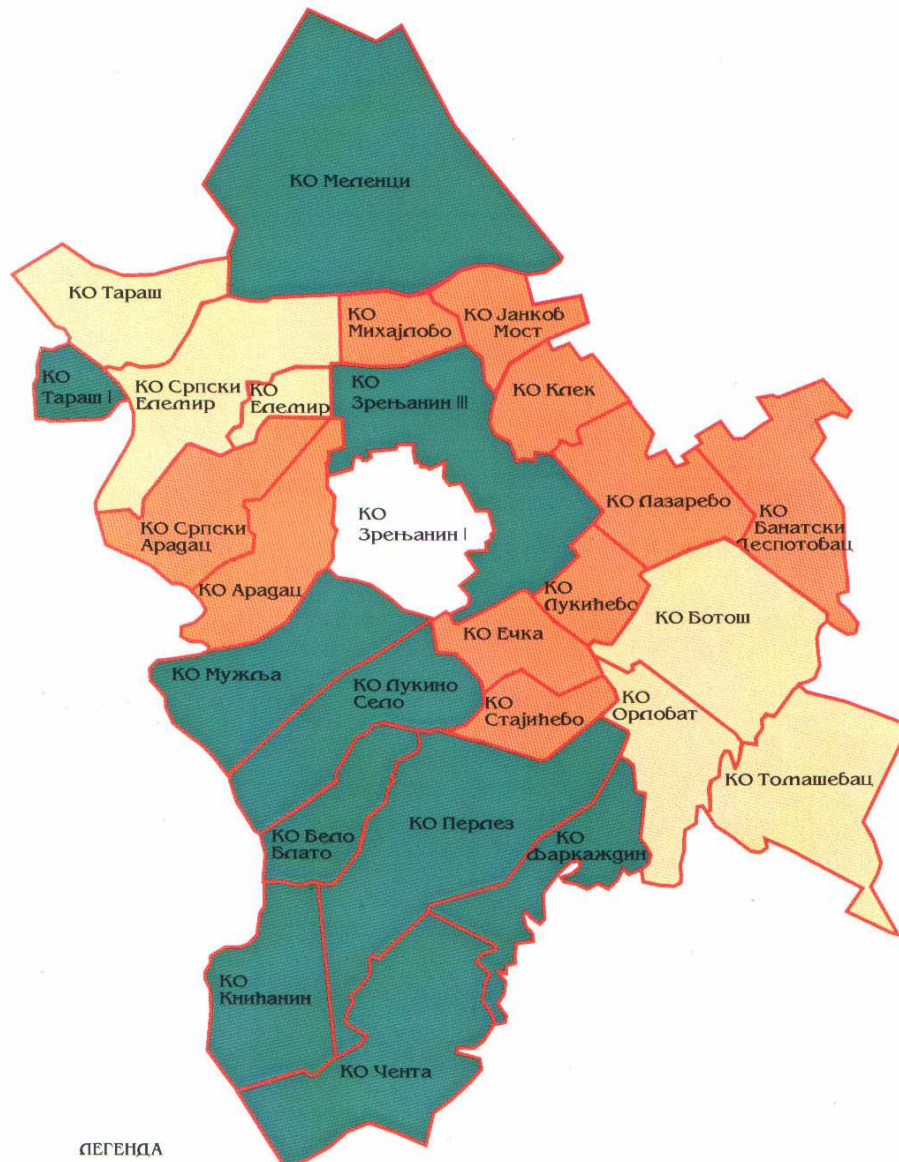 КО Меленци
КО Тараш
КО
Михајлово
КО Јанков
Мост
КО
Тараш I
КО Српски
Елемир
КО
Елемир
КО
Зрењанин III
КО Клек
КО Српски
Арадац
КО Арадац
КО
Зрењанин I
КО Лазарево
КО
Банатски
Деспотовац
КО
Лукићево
КО Ечка
КО Ботош
КО Мужља
КО Лукино
Село
КО
Стајићево
КО
Орловат
КО Томашевац
КО Бело
Блато
КО Перлез
КО
Фаркаждин
КО
Книћанин
КО Чента
ЛЕГЕНДА